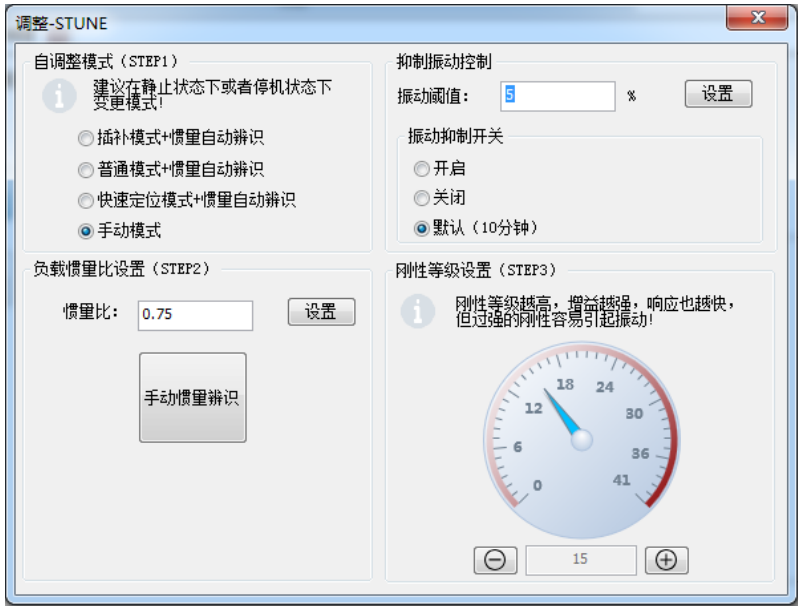 调整-STUNE
自调整模式(STEP1)
建议在静止状态下或者停机状态下
变更模式!
插补模式+惯量自动辨识
普通模式+惯量自动辨识
快速定位模式+惯量自动辨识
手动模式
抑制振动控制
振动阈值: 5 % 设置
振动抑制开关
开启
关闭
默认(10分钟)
负载惯量比设置(STEP2)
惯量比: 0.75 设置
手动惯量辨识
刚性等级设置(STEP3)
刚性等级越高,增益越强,响应也越快,
但过强的刚性容易引起振动!
0
6
12
18
24
30
36
41
15